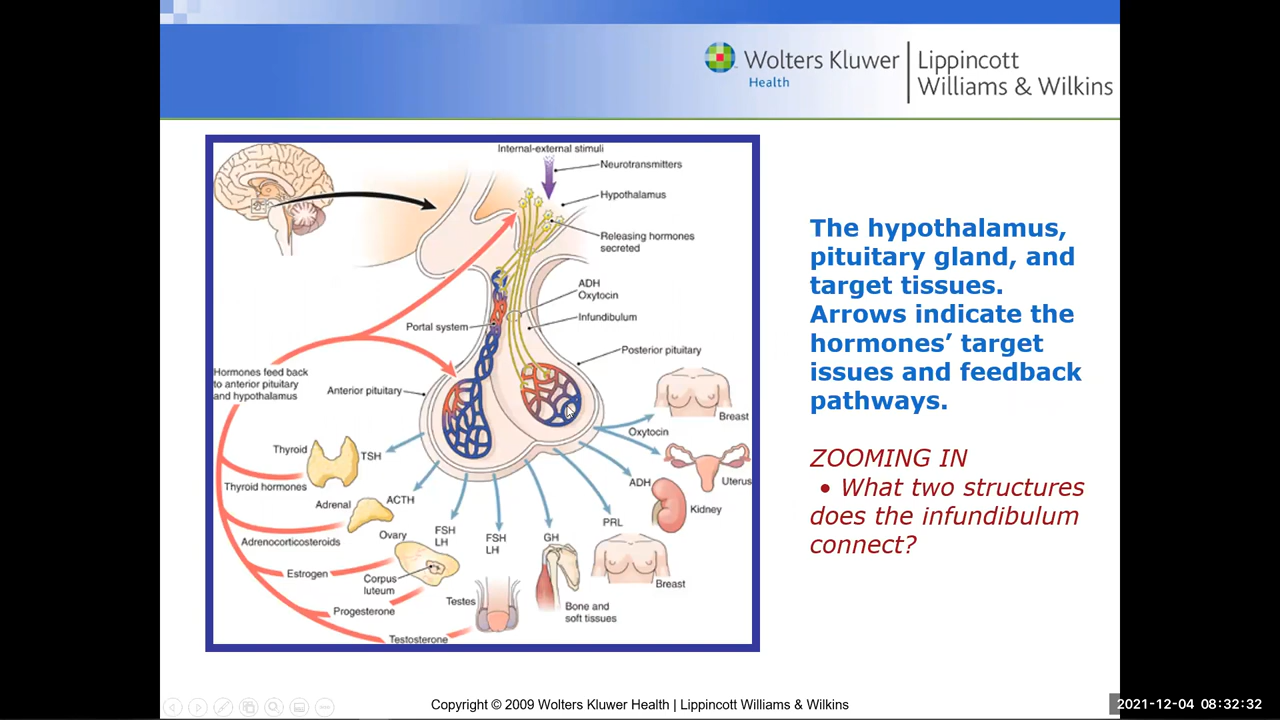 Wolters Kluwer
Health
Lippincott
Williams & Wilkins
Internal-external stimuli
Neurotransmitters
Hypothalamus
Releasing hormones
secreted
ADH
Oxytocin
Infundibulum
Portal system
Posterior pituitary
Hormones feed back
to anterior pituitary
and hypothalamus
Anterior pituitary
Breast
Oxytocin
Uterus
Thyroid
TSH
Thyroid hormones
ADH
Kidney
Adrenal
ACTH
Adrenocorticosteroids
Ovary
FSH
LH
FSH
LH
GH
PRL
Estrogen
Corpus
luteum
Breast
Progesterone
Testes
Bone and
soft tissues
Testosterone
The hypothalamus,
pituitary gland, and
target tissues.
Arrows indicate the
hormones’ target
issues and feedback
pathways.
ZOOMING IN
• What two structures
does the infundibulum
connect?
Copyright © 2009 Wolters Kluwer Health | Lippincott Williams & Wilkins
2021-12-04 08:32:32